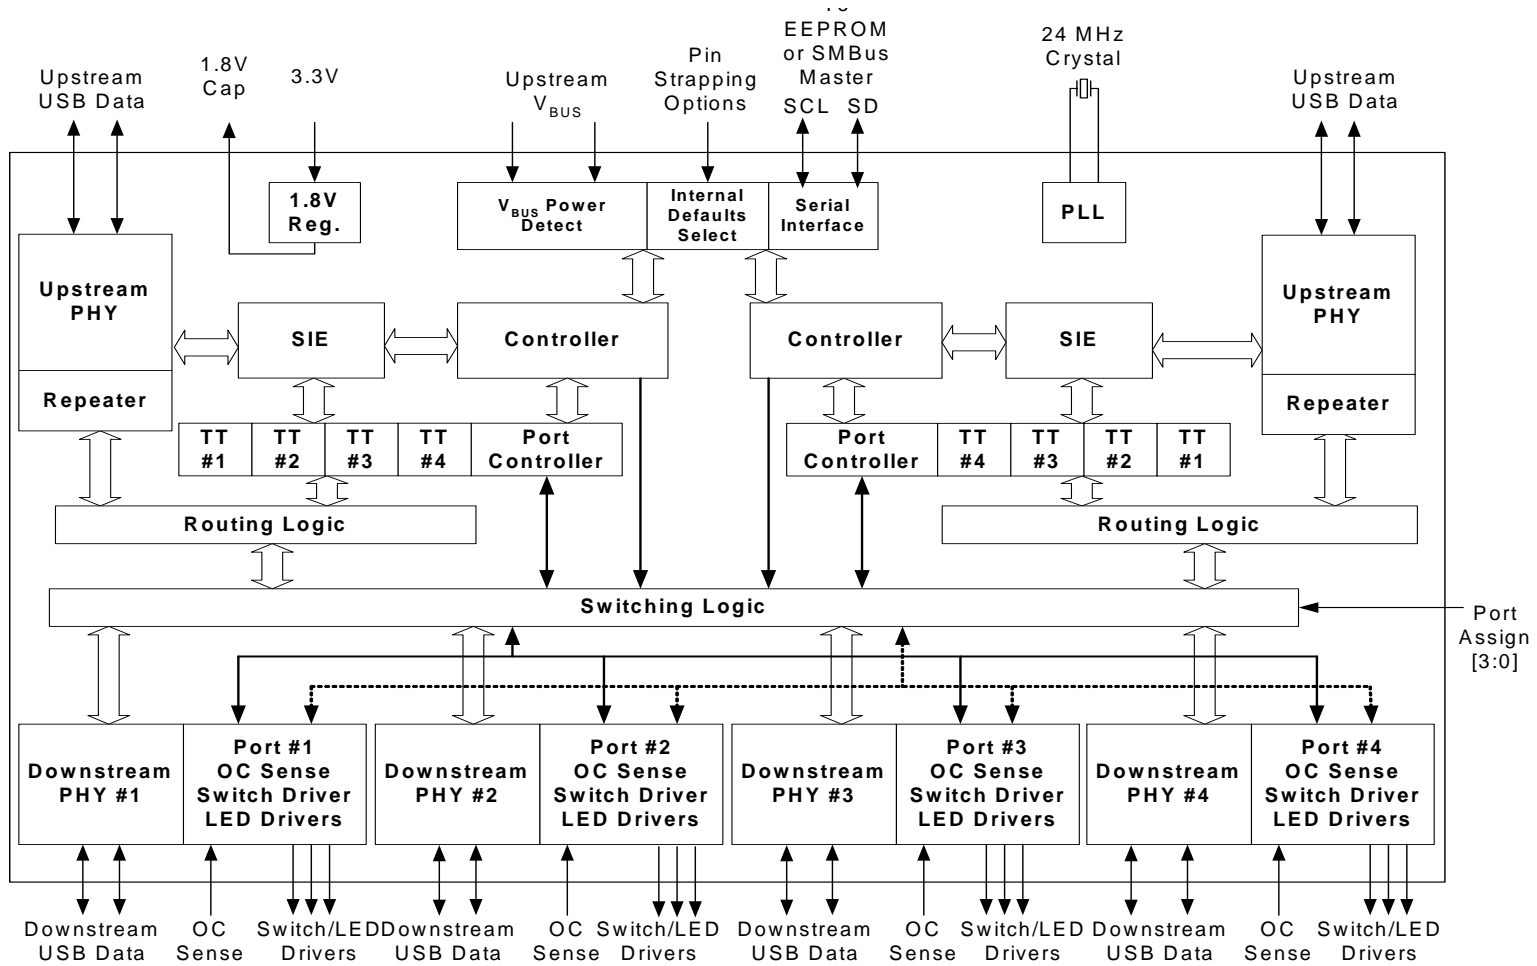 EEPROM
or SMBus
Master
SCL SD
24 MHz
Crystal
Upstream
USB Data
1.8V
Cap
3.3V
Upstream
VBUS
Pin
Strapping
Options
Upstream
USB Data
1.8V
Reg.
VBUS Power
Detect
Internal
Defaults
Select
Serial
Interface
PLL
Upstream
PHY
Repeater
SIE
Controller
Controller
SIE
Upstream
PHY
Repeater
TT
#1
TT
#2
TT
#3
TT
#4
Port
Controller
Port
Controller
TT
#4
TT
#3
TT
#2
TT
#1
Routing Logic
Routing Logic
Switching Logic
Port
Assign
[3:0]
Downstream
PHY #1
Port #1
OC Sense
Switch Driver
LED Drivers
Downstream
PHY #2
Port #2
OC Sense
Switch Driver
LED Drivers
Downstream
PHY #3
Port #3
OC Sense
Switch Driver
LED Drivers
Downstream
PHY #4
Port #4
OC Sense
Switch Driver
LED Drivers
Downstream
USB Data
OC
Sense
Switch/LED
Drivers
Downstream
USB Data
OC
Sense
Switch/LED
Drivers
Downstream
USB Data
OC
Sense
Switch/LED
Drivers
Downstream
USB Data
OC
Sense
Switch/LED
Drivers